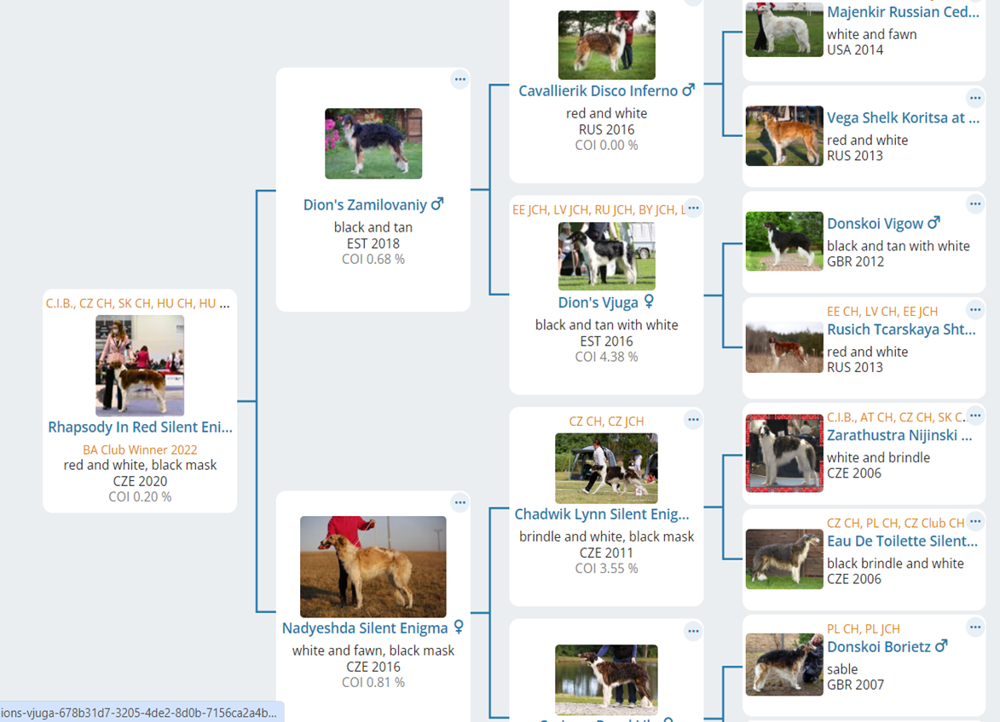 C.I.B., CZ CH, SK CH, HU CH, HU ...
Rhapsody In Red Silent Eni...
BA Club Winner 2022
red and white, black mask
CZE 2020
COI 0.20 %
Dion's Zamilovaniy ♂
black and tan
EST 2018
COI 0.68 %
Nadyeshda Silent Enigma ♀
white and fawn, black mask
CZE 2016
COI 0.81 %
Cavallierik Disco Inferno ♂
red and white
RUS 2016
COI 0.00 %
EE JCH, LV JCH, RU JCH, BY JCH, L
Dion's Vjuga ♀
black and tan with white
EST 2016
COI 4.38 %
CZ CH, CZ JCH
Chadwik Lynn Silent Enig...
brindle and white, black mask
CZE 2011
COI 3.55 %
Majenkir Russian Ced...
white and fawn
USA 2014
Vega Shelk Koritsa at ...
red and white
RUS 2013
Donskoi Vigow ♂
black and tan with white
GBR 2012
EE CH, LV CH, EE JCH
Rusich Tcarskaya Sht...
red and white
RUS 2013
C.I.B., AT CH, CZ CH, SK C...
Zarathustra Nijinski ...
white and brindle
CZE 2006
CZ CH, PL CH, CZ Club CH
Eau De Toilette Silent...
black brindle and white
CZE 2006
PL CH, PL JCH
Donskoi Borietz ♂
sable
GBR 2007
ions-vjuga-678b31d7-3205-4de2-8d0b-7156ca2a4b...